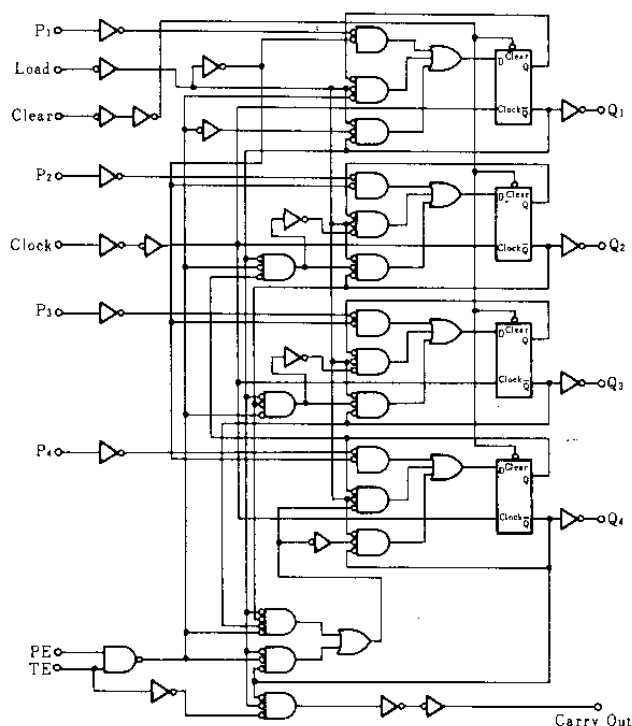 P1
Load
Clear
P2
Clock
P3
P4
PE
TE
D Clear
Q
Clock Q̅
Q1
D Clear
Q
Clock Q̅
Q2
D Clear
Q
Clock Q̅
Q3
D Clear
Q
Clock Q̅
Q4
Carry Out